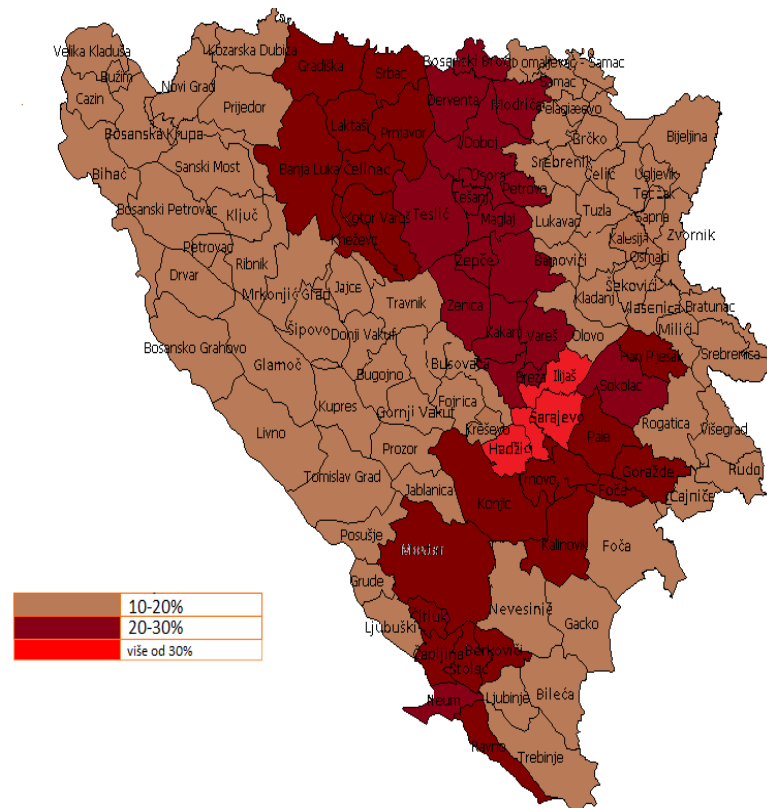 Velika Kladuša
Bužim
Cazin
Bihać
Bosanska Krupa
Novi Grad
Kozarska Dubica
Prijedor
Sanski Most
Bosanski Petrovac
Ključ
Petrovac
Drvar
Ribnik
Mrkonjić Grad
Jajce
Šipovo
Bosansko Grahovo
Glamoč
Livno
Kupres
Donji Vakuf
Bugojno
Travnik
Gornji Vakuf
Busovača
Fojnica
Kreševo
Prozor
Tomislav Grad
Jablanica
Posušje
Grude
Ljubuški
Gradiška
Srbac
Laktaši
Prnjavor
Banja Luka
Čelinac
Kotor Varoš
Kneževo
Bosanski Brod
Derventa
Modriča
Doboj
Usora
Tešanj
Petrovo
Teslić
Maglaj
Žepče
Zenica
Kakanj
Vareš
Breza
Domaljevac - Šamac
Šamac
Pelagićevo
Brčko
Bijeljina
Srebrenik
Čelić
Ugljevik
Teočak
Lukavac
Tuzla
Sapna
Kalesija
Zvornik
Osmaci
Banovići
Kladanj
Šekovići
Vlasenica
Bratunac
Milići
Srebrenica
Olovo
Han Pijesak
Ilijaš
Sokolac
Sarajevo
Hadžići
Rogatica
Višegrad
Pale
Goražde
Rudo
Čajniče
Foča
Trnovo
Konjic
Kalinovik
Foča
Mostar
Nevesinje
Gacko
Čitluk
Čapljina
Berkovići
Stolac
Neum
Ljubinje
Bileća
Ravno
Trebinje
10-20%
20-30%
više od 30%